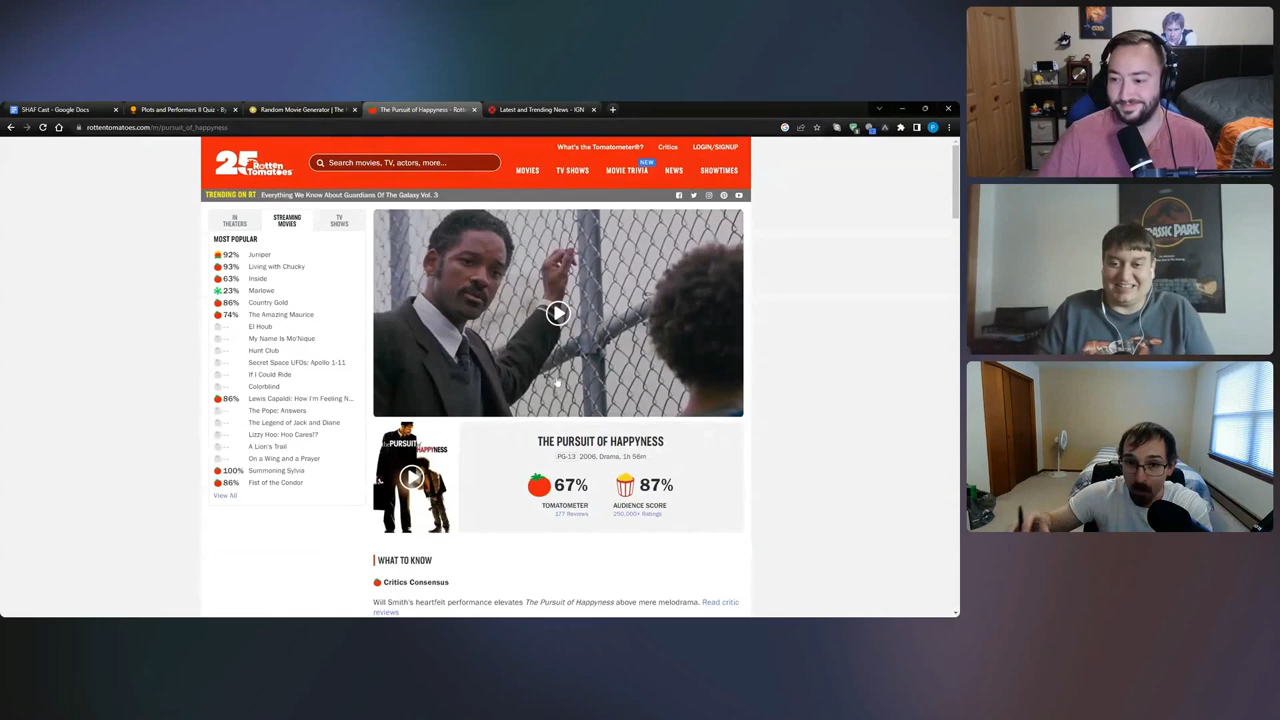 SHAF Cast - Google Docs
Plots and Performers II Quiz - By
Random Movie Generator | The
The Pursuit of Happyness - Rott
Latest and Trending News - IGN
rottentomatoes.com/m/pursuit_of_happyness
What's the Tomatometer®?
Critics
LOGIN/SIGNUP
25
Rotten
Tomatoes
Search movies, TV, actors, more...
NEW
MOVIES
TV SHOWS
MOVIE TRIVIA
NEWS
SHOWTIMES
TRENDING ON RT
Everything We Know About Guardians Of The Galaxy Vol. 3
IN
THEATERS
STREAMING
MOVIES
TV
SHOWS
MOST POPULAR
92% Juniper
93% Living with Chucky
63% Inside
23% Marlowe
86% Country Gold
74% The Amazing Maurice
-- El Houb
-- My Name Is Mo'Nique
-- Hunt Club
-- Secret Space UFOs: Apollo 1-11
-- If I Could Ride
-- Colorblind
86% Lewis Capaldi: How I'm Feeling N...
-- The Pope: Answers
-- The Legend of Jack and Diane
-- Lizzy Hoo: Hoo Cares!?
-- A Lion's Trail
-- On a Wing and a Prayer
100% Summoning Sylvia
86% Fist of the Condor
View All
the PURSUIT of
HAPPYNESS
THE PURSUIT OF HAPPYNESS
PG-13 2006, Drama, 1h 56m
67%
TOMATOMETER
177 Reviews
87%
AUDIENCE SCORE
250,000+ Ratings
WHAT TO KNOW
Critics Consensus
Will Smith's heartfelt performance elevates The Pursuit of Happyness above mere melodrama. Read critic
reviews
JURASSIC PARK